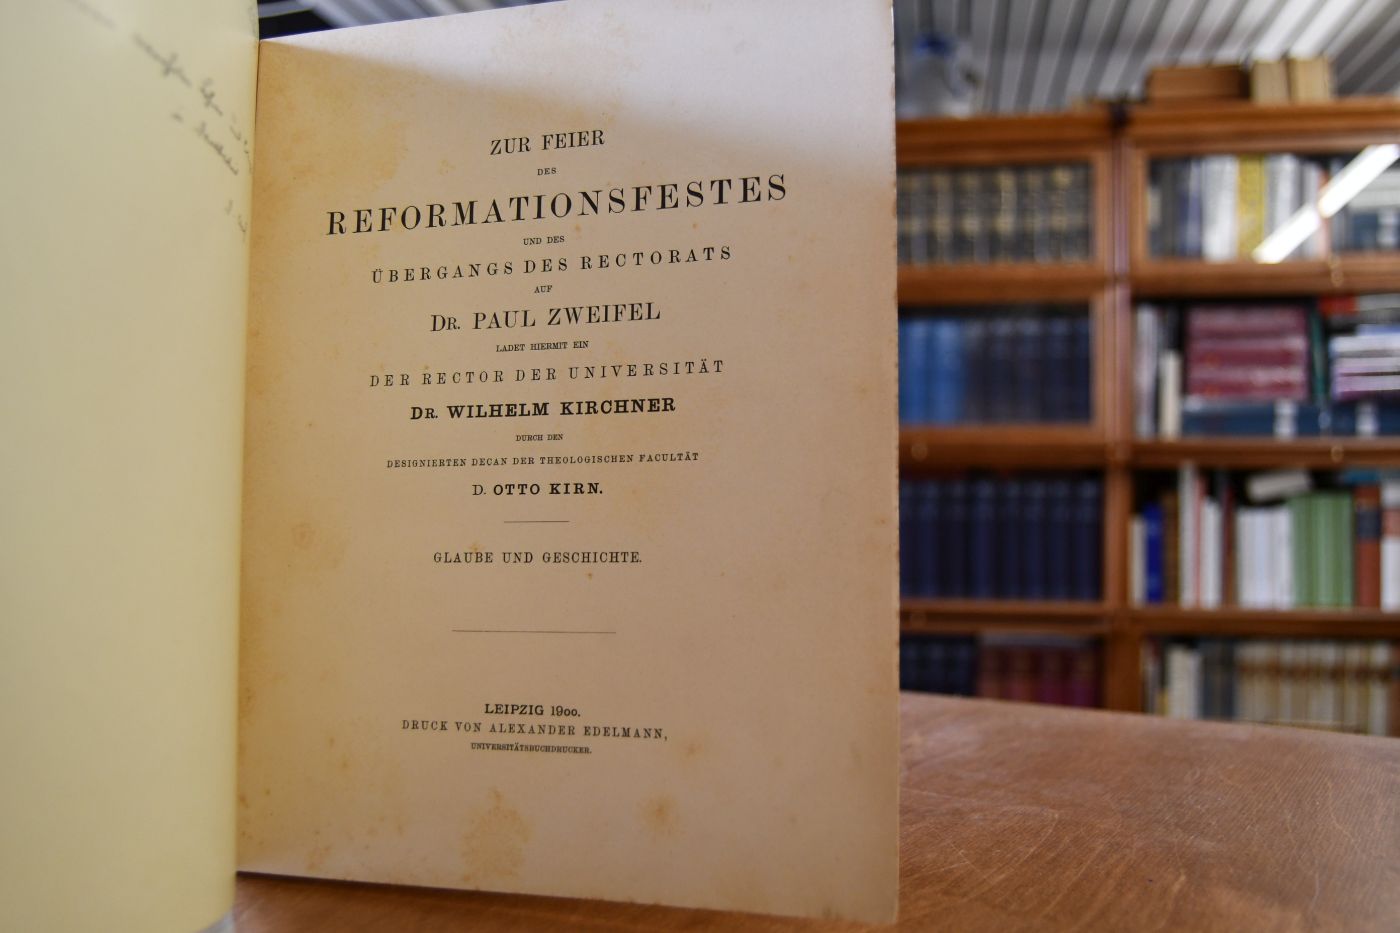 ZUR FEIER
DES
REFORMATIONSFESTES
UND DES
ÜBERGANGS DES RECTORATS
AUF
DR. PAUL ZWEIFEL
LADET HIERMIT EIN
DER RECTOR DER UNIVERSITÄT
DR. WILHELM KIRCHNER
DURCH DEN
DESIGNIERTEN DECAN DER THEOLOGISCHEN FACULTÄT
D. OTTO KIRN.
GLAUBE UND GESCHICHTE.
LEIPZIG 1900.
DRUCK VON ALEXANDER EDELMANN,
UNIVERSITÄTSBUCHDRUCKER.